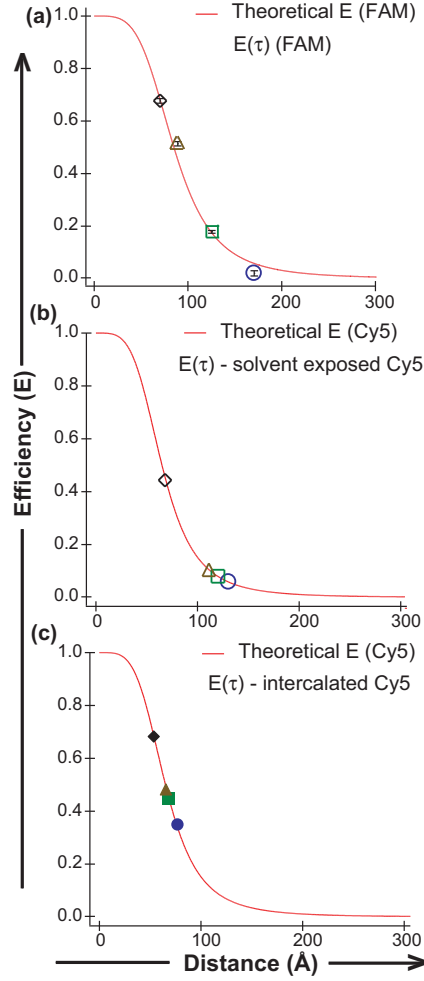 (a)
Theoretical E (FAM)
E(τ) (FAM)
1.0
0.8
0.6
0.4
0.2
0.0
0
100
200
300
(b)
Theoretical E (Cy5)
E(τ) - solvent exposed Cy5
1.0
0.8
0.6
0.4
0.2
0.0
0
100
200
300
(c)
Theoretical E (Cy5)
E(τ) - intercalated Cy5
1.0
0.8
0.6
0.4
0.2
0.0
0
100
200
300
Efficiency (E)
Distance (Å)